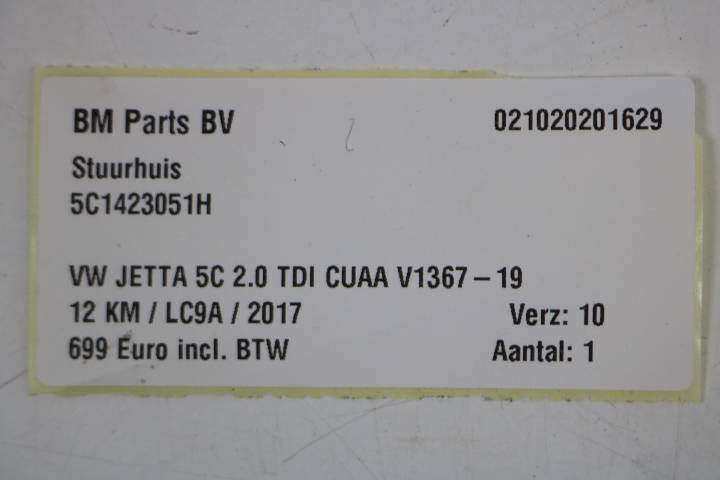 BM Parts BV 021020201629
Stuurhuis
5C1423051H
VW JETTA 5C 2.0 TDI CUAA V1367 – 19
12 KM / LC9A / 2017 Verz: 10
699 Euro incl. BTW Aantal: 1